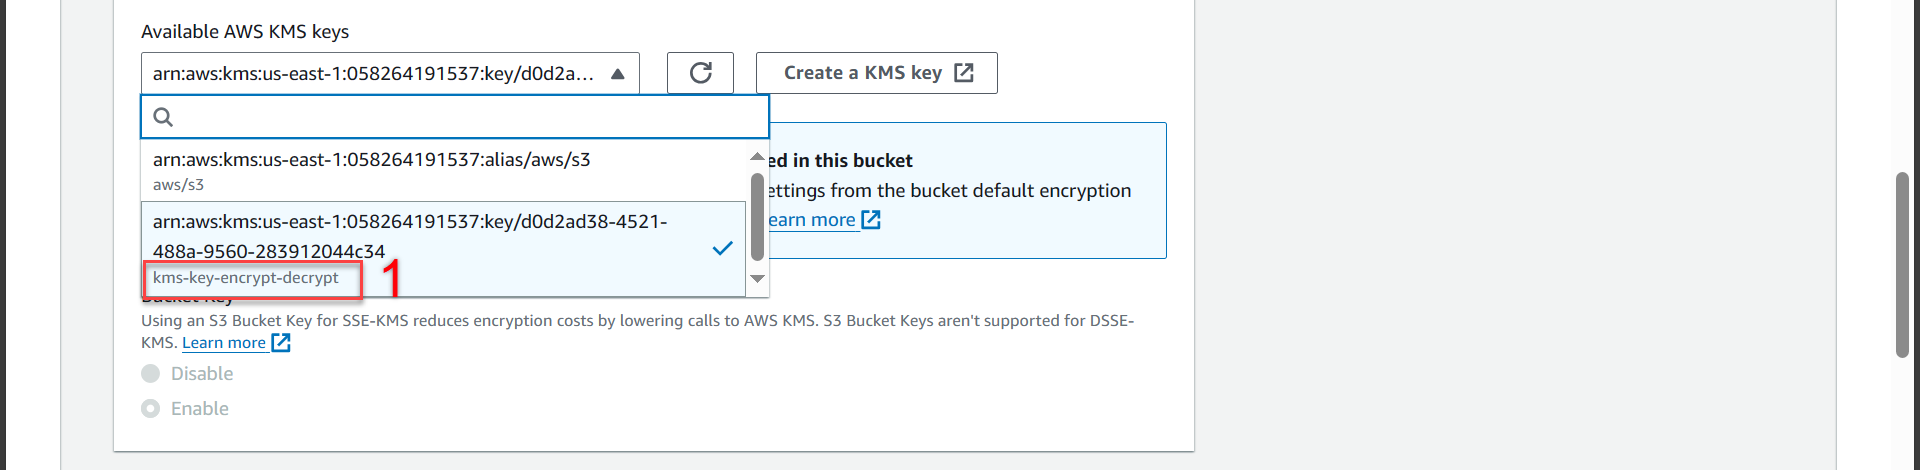 Available AWS KMS keys
arn:aws:kms:us-east-1:058264191537:key/d0d2a...
Create a KMS key
arn:aws:kms:us-east-1:058264191537:alias/aws/s3
aws/s3
ed in this bucket
ettings from the bucket default encryption
earn more
arn:aws:kms:us-east-1:058264191537:key/d0d2ad38-4521-
488a-9560-283912044c34
kms-key-encrypt-decrypt
1
Bucket Key
Using an S3 Bucket Key for SSE-KMS reduces encryption costs by lowering calls to AWS KMS. S3 Bucket Keys aren't supported for DSSE-
KMS. Learn more
Disable
Enable